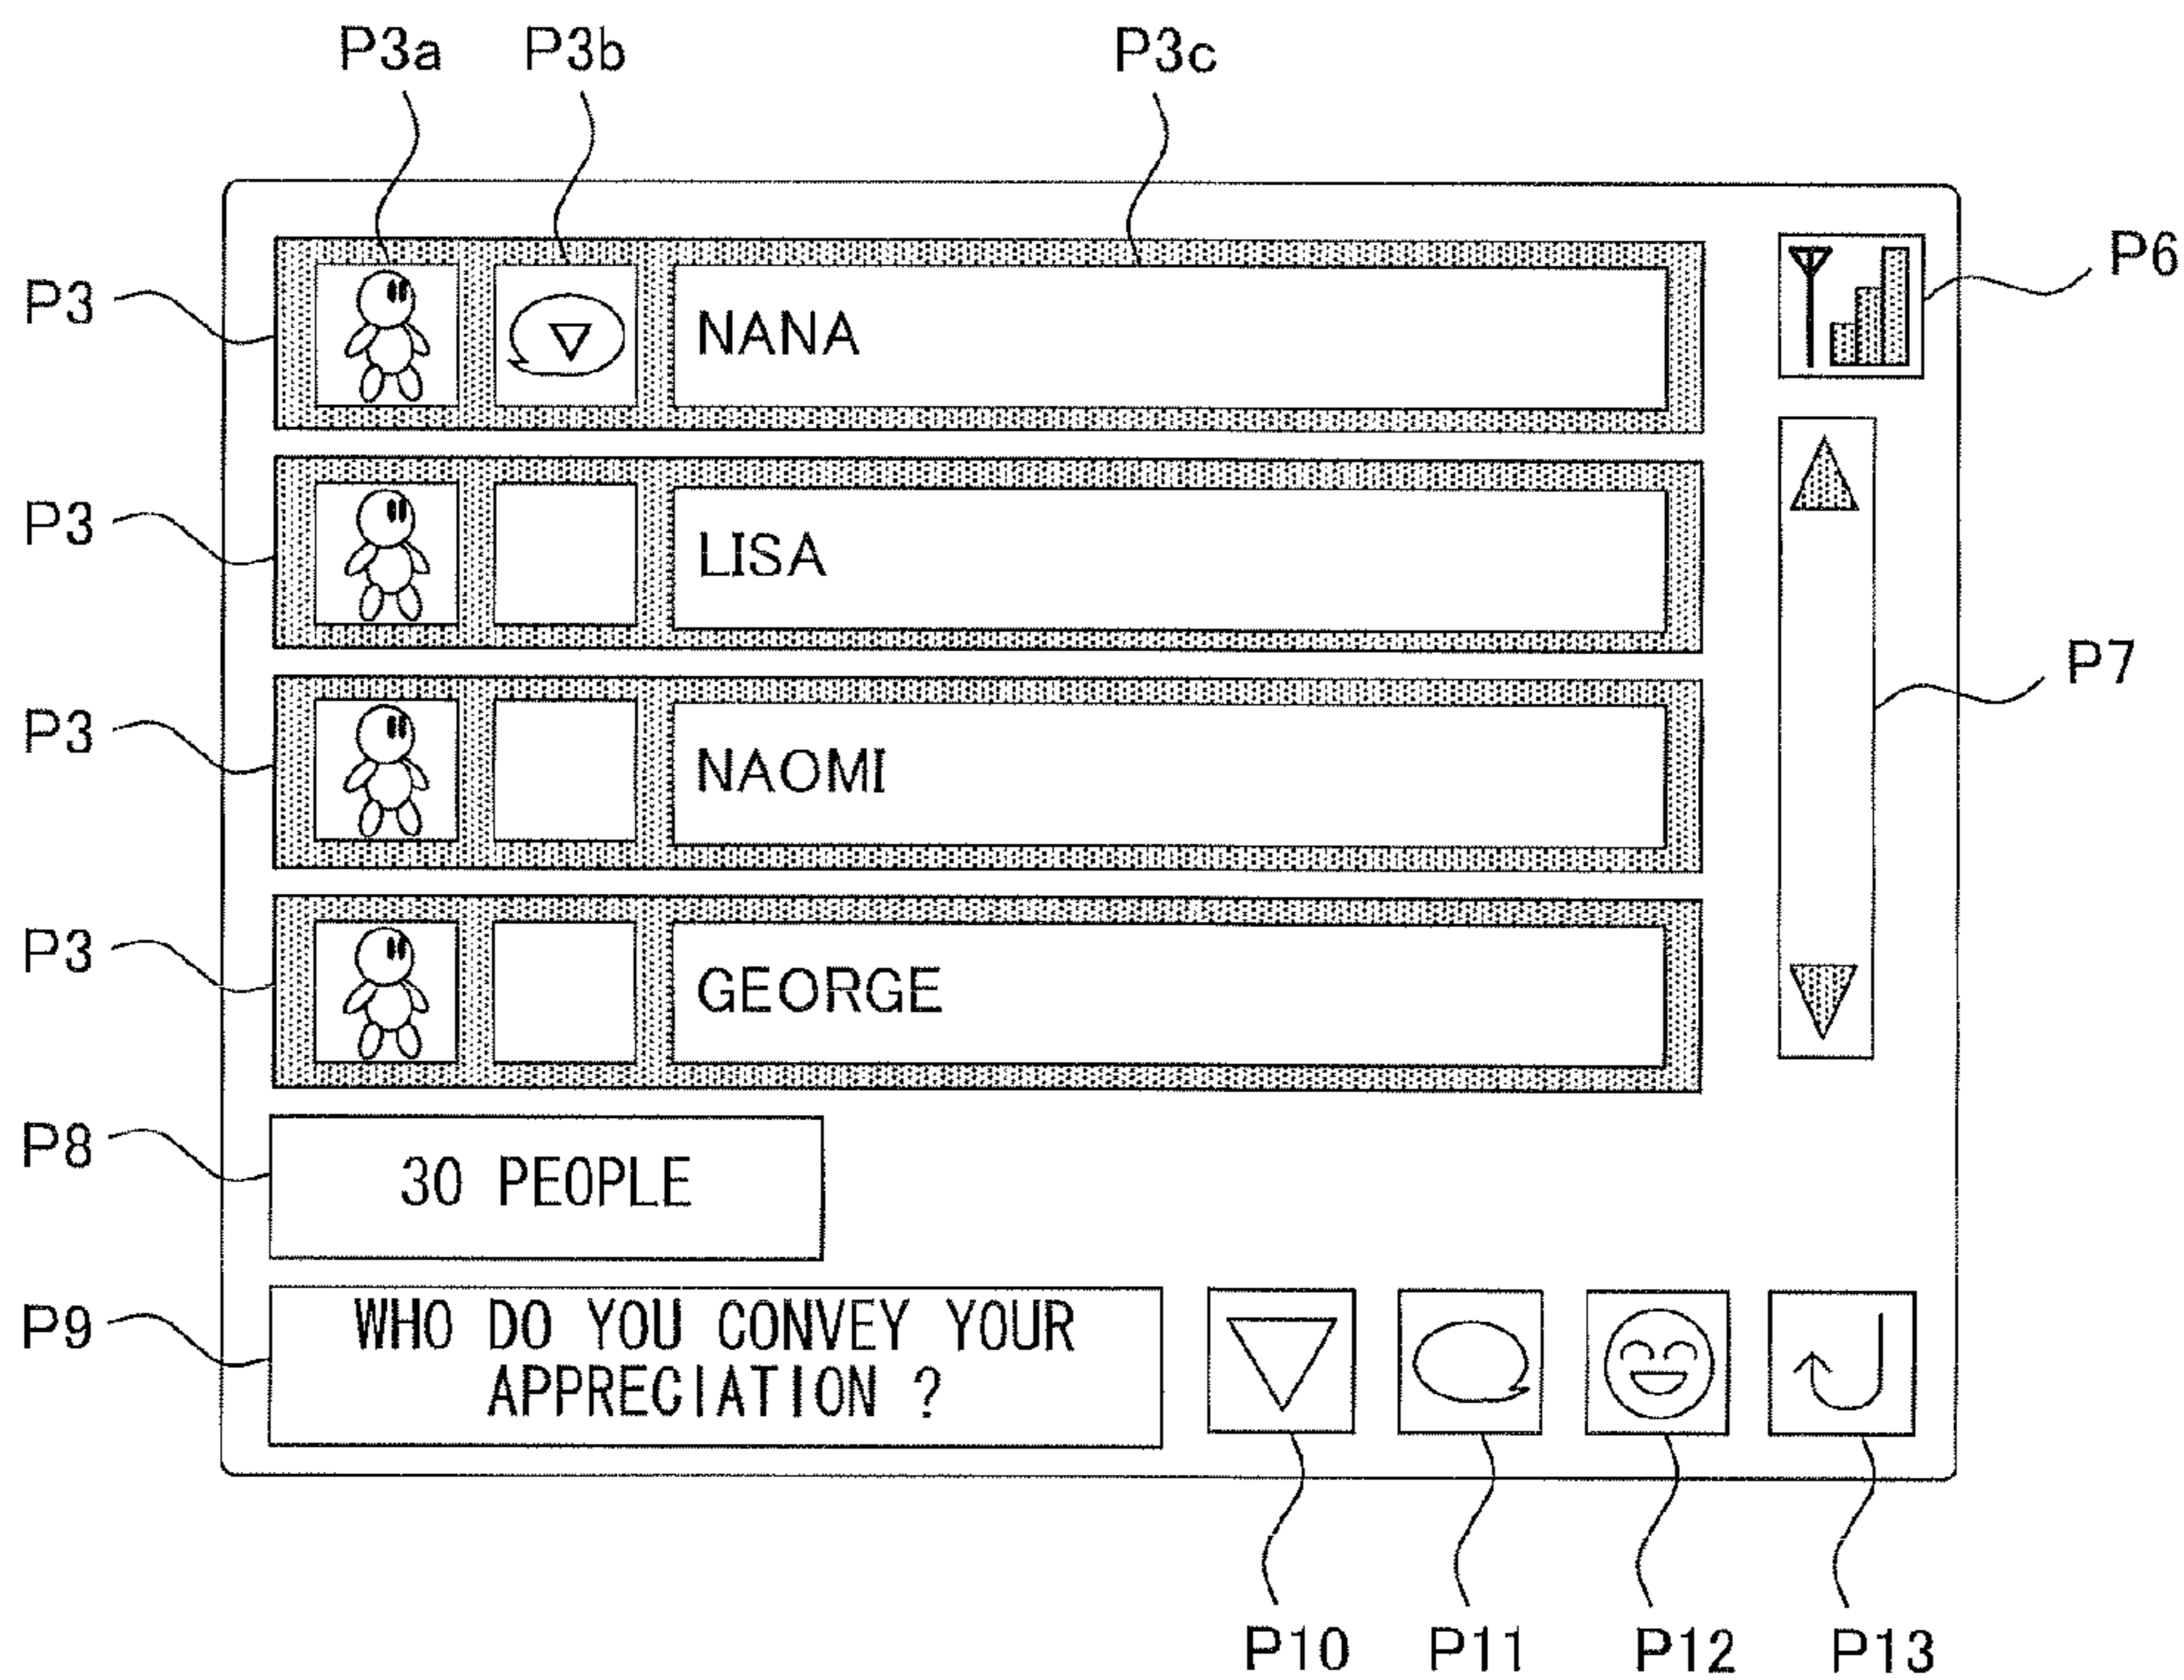 P3a P3b P3c
P6
P3 NANA
P3 LISA
P7
P3 NAOMI
P3 GEORGE
P8 30 PEOPLE
P9 WHO DO YOU CONVEY YOUR
APPRECIATION ?
P10 P11 P12 P13